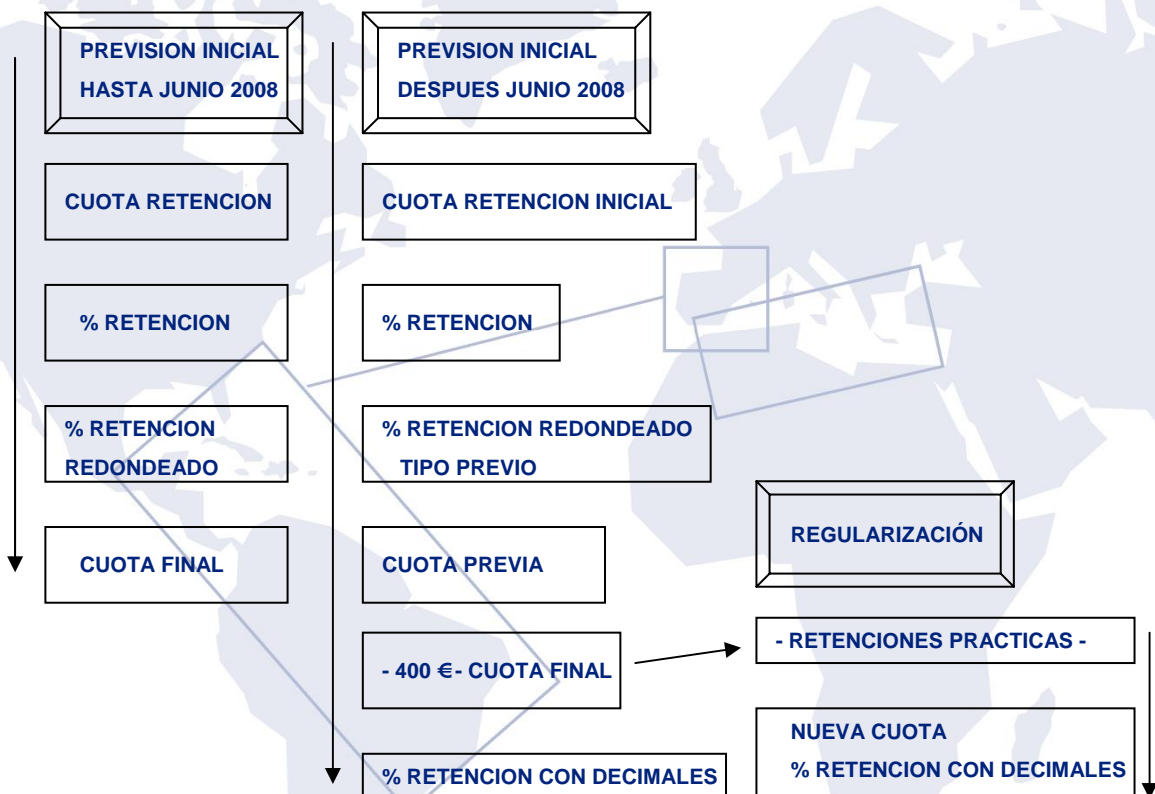 PREVISION INICIAL
HASTA JUNIO 2008
CUOTA RETENCION
% RETENCION
% RETENCION
REDONDEADO
CUOTA FINAL
PREVISION INICIAL
DESPUES JUNIO 2008
CUOTA RETENCION INICIAL
% RETENCION
% RETENCION REDONDEADO
TIPO PREVIO
CUOTA PREVIA
- 400 €- CUOTA FINAL
% RETENCION CON DECIMALES
REGULARIZACIÓN
- RETENCIONES PRACTICAS -
NUEVA CUOTA
% RETENCION CON DECIMALES